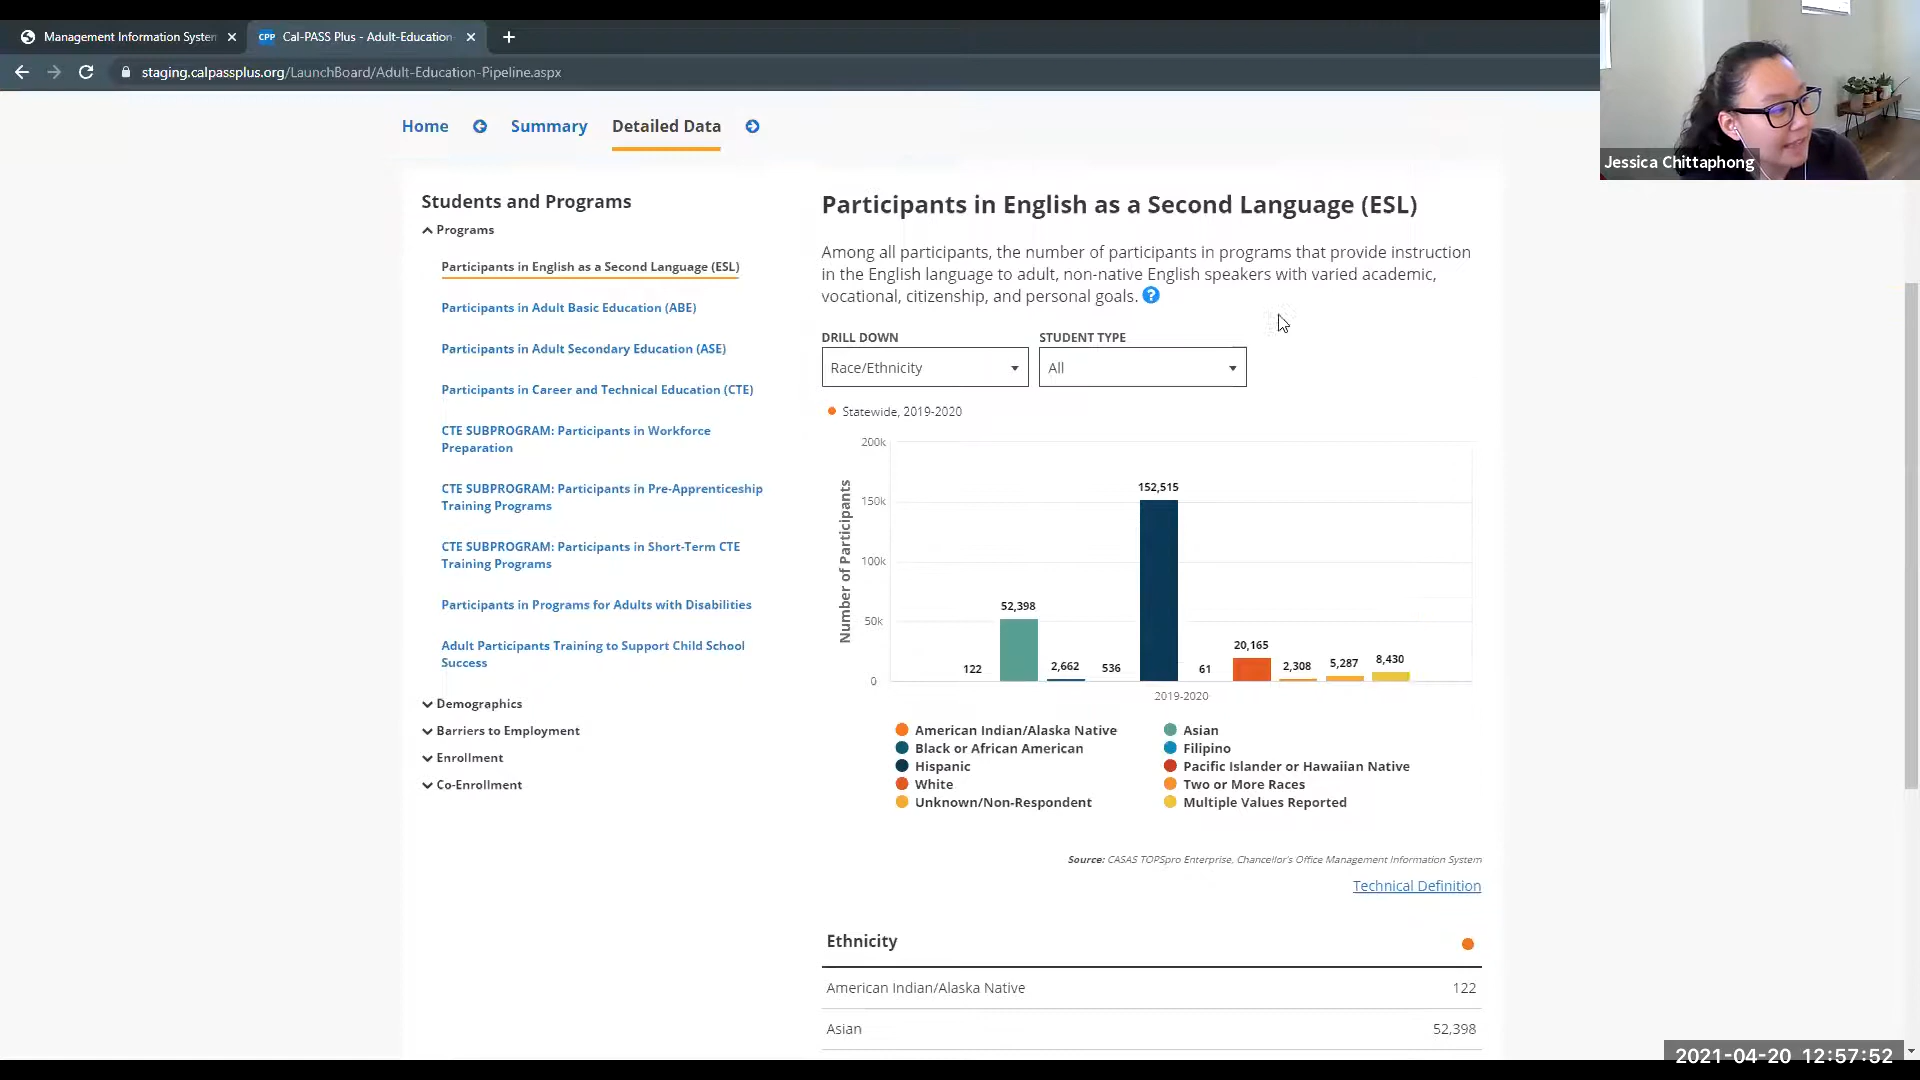 Management Information System
Cal-PASS Plus - Adult-Education-
staging.calpassplus.org/LaunchBoard/Adult-Education-Pipeline.aspx
Jessica Chittaphong
Home
Summary
Detailed Data
Students and Programs
Programs
Participants in English as a Second Language (ESL)
Participants in Adult Basic Education (ABE)
Participants in Adult Secondary Education (ASE)
Participants in Career and Technical Education (CTE)
CTE SUBPROGRAM: Participants in Workforce
Preparation
CTE SUBPROGRAM: Participants in Pre-Apprenticeship
Training Programs
CTE SUBPROGRAM: Participants in Short-Term CTE
Training Programs
Participants in Programs for Adults with Disabilities
Adult Participants Training to Support Child School
Success
Demographics
Barriers to Employment
Enrollment
Co-Enrollment
Participants in English as a Second Language (ESL)
Among all participants, the number of participants in programs that provide instruction
in the English language to adult, non-native English speakers with varied academic,
vocational, citizenship, and personal goals. ?
DRILL DOWN
STUDENT TYPE
Race/Ethnicity
All
Statewide, 2019-2020
Number of Participants
200k
150k
100k
50k
0
122
52,398
2,662
536
152,515
61
20,165
2,308
5,287
8,430
2019-2020
American Indian/Alaska Native
Asian
Black or African American
Filipino
Hispanic
Pacific Islander or Hawaiian Native
White
Two or More Races
Unknown/Non-Respondent
Multiple Values Reported
Source: CASAS TOPSpro Enterprise, Chancellor's Office Management Information System
Technical Definition
Ethnicity
American Indian/Alaska Native 122
Asian 52,398
2021-04-20 12:57:52